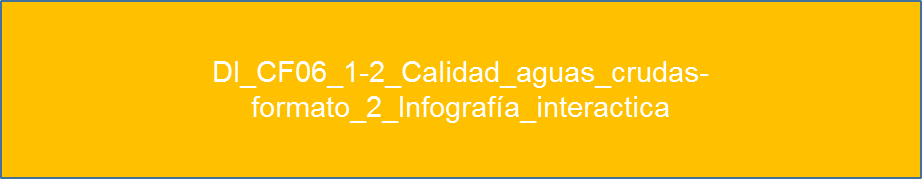 DI_CF06_1-2_Calidad_aguas_crudas-
formato_2_Infografía_interactica